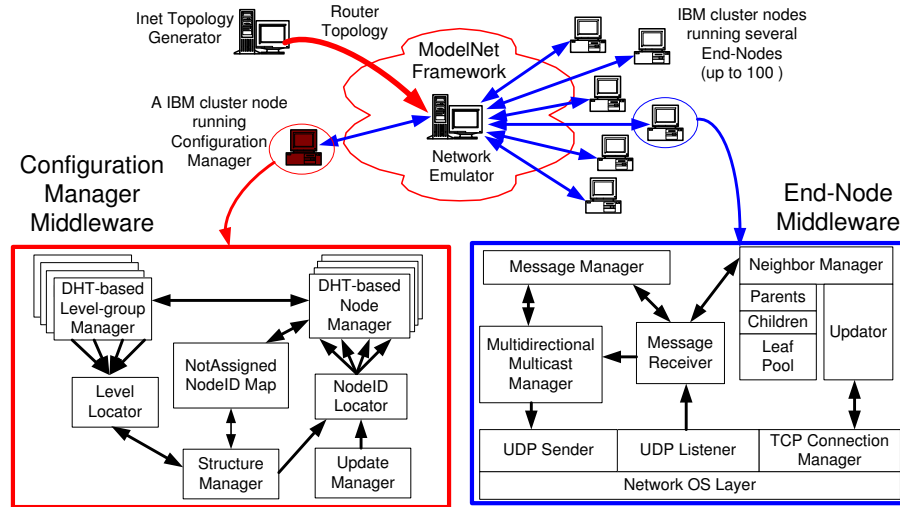 Inet Topology
Generator
Router
Topology
ModelNet
Framework
IBM cluster nodes
running several
End-Nodes
(up to 100 )
A IBM cluster node
running
Configuration
Manager
Network
Emulator
Configuration
Manager
Middleware
End-Node
Middleware
DHT-based
Level-group
Manager
DHT-based
Node
Manager
NotAssigned
NodeID Map
Level
Locator
NodeID
Locator
Structure
Manager
Update
Manager
Message Manager
Neighbor Manager
Parents
Children
Leaf
Pool
Updator
Multidirectional
Multicast
Manager
Message
Receiver
UDP Sender
UDP Listener
TCP Connection
Manager
Network OS Layer